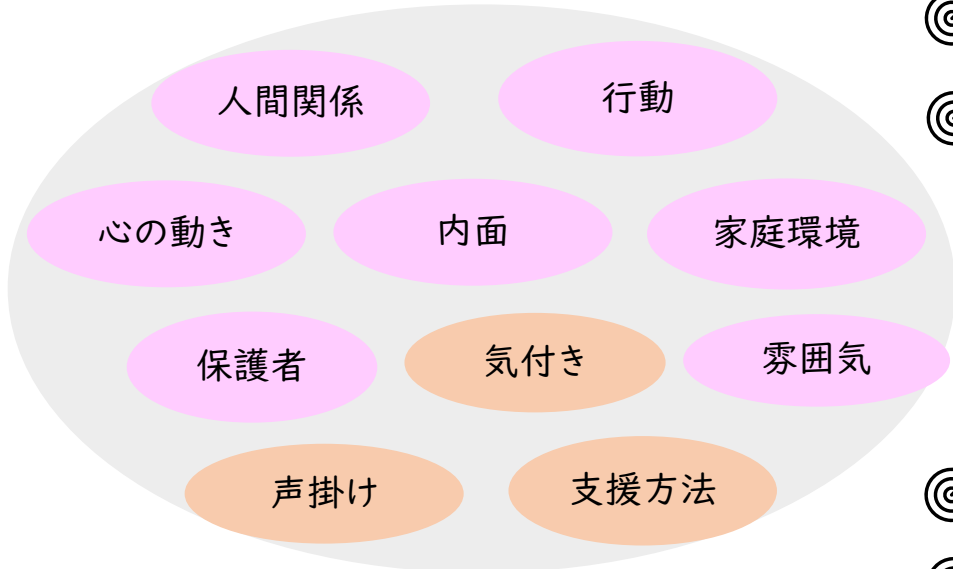 人間関係
行動
心の動き
内面
家庭環境
保護者
気付き
雰囲気
声掛け
支援方法